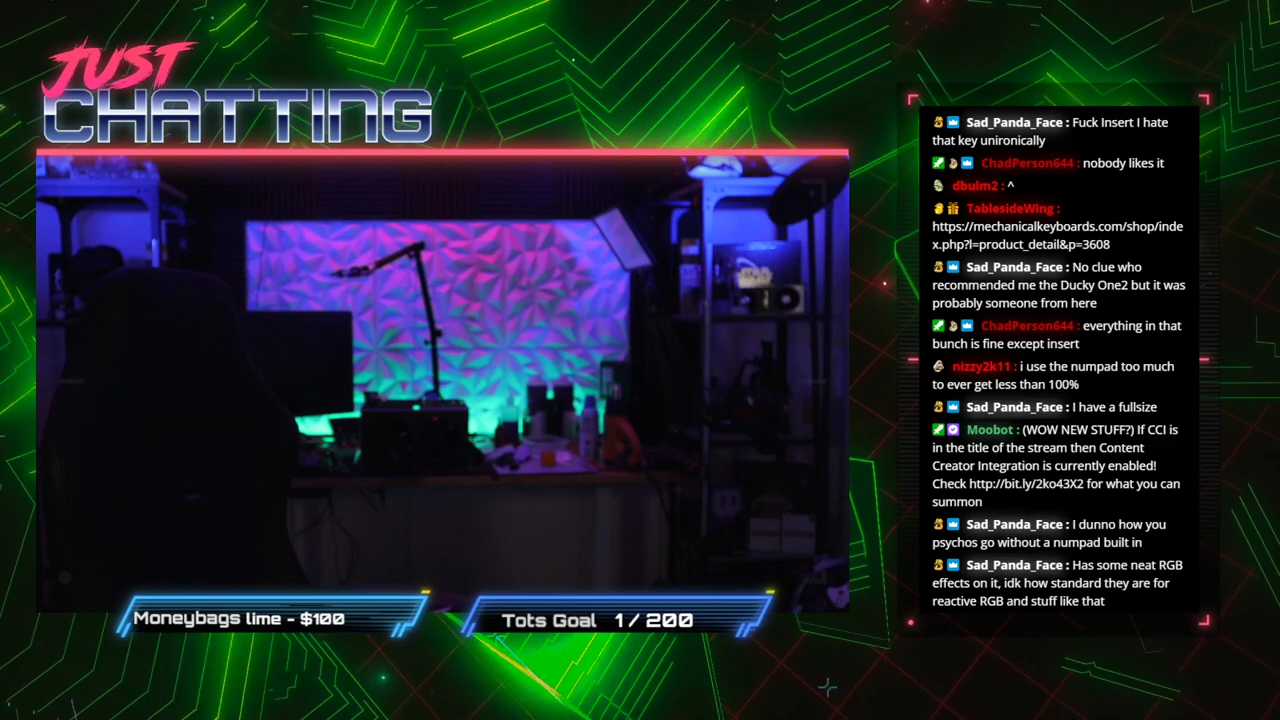 JUST
CHATTING
Sad_Panda_Face : Fuck Insert I hate
that key unironically
ChadPerson644 : nobody likes it
dbulm2 : ^
TablesideWing :
https://mechanicalkeyboards.com/shop/inde
x.php?l=product_detail&p=3608
Sad_Panda_Face : No clue who
recommended me the Ducky One2 but it was
probably someone from here
ChadPerson644 : everything in that
bunch is fine except insert
nizzy2k11 : i use the numpad too much
to ever get less than 100%
Sad_Panda_Face : I have a fullsize
Moobot : (WOW NEW STUFF?) If CCI is
in the title of the stream then Content
Creator Integration is currently enabled!
Check http://bit.ly/2ko43X2 for what you can
summon
Sad_Panda_Face : I dunno how you
psychos go without a numpad built in
Sad_Panda_Face : Has some neat RGB
effects on it, idk how standard they are for
reactive RGB and stuff like that
STAR WARS
Moneybags lime - $100
Tots Goal 1 / 200